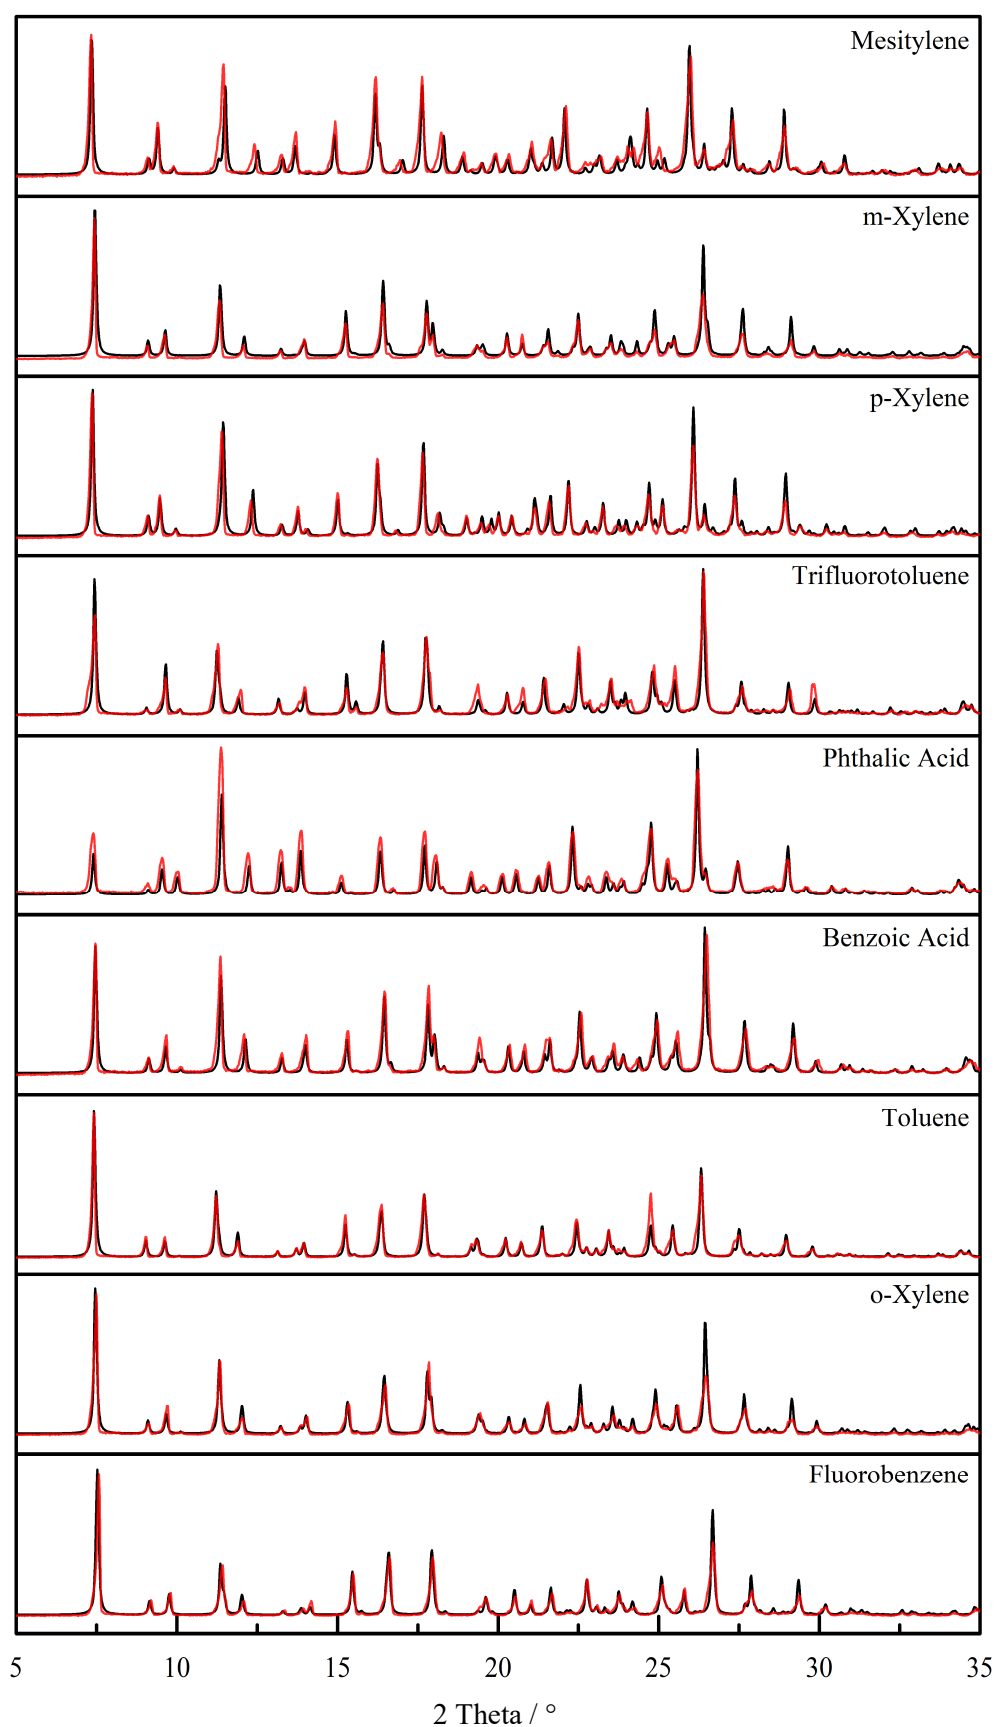 Mesitylene
m-Xylene
p-Xylene
Trifluorotoluene
Phthalic Acid
Benzoic Acid
Toluene
o-Xylene
Fluorobenzene
5 10 15 20 25 30 35
2 Theta / °